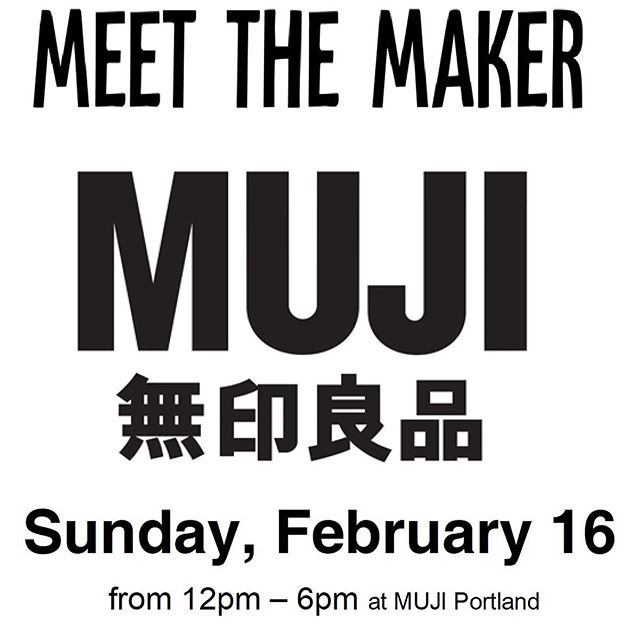 MEET THE MAKER
MUJI
無印良品
Sunday, February 16
from 12pm – 6pm at MUJI Portland